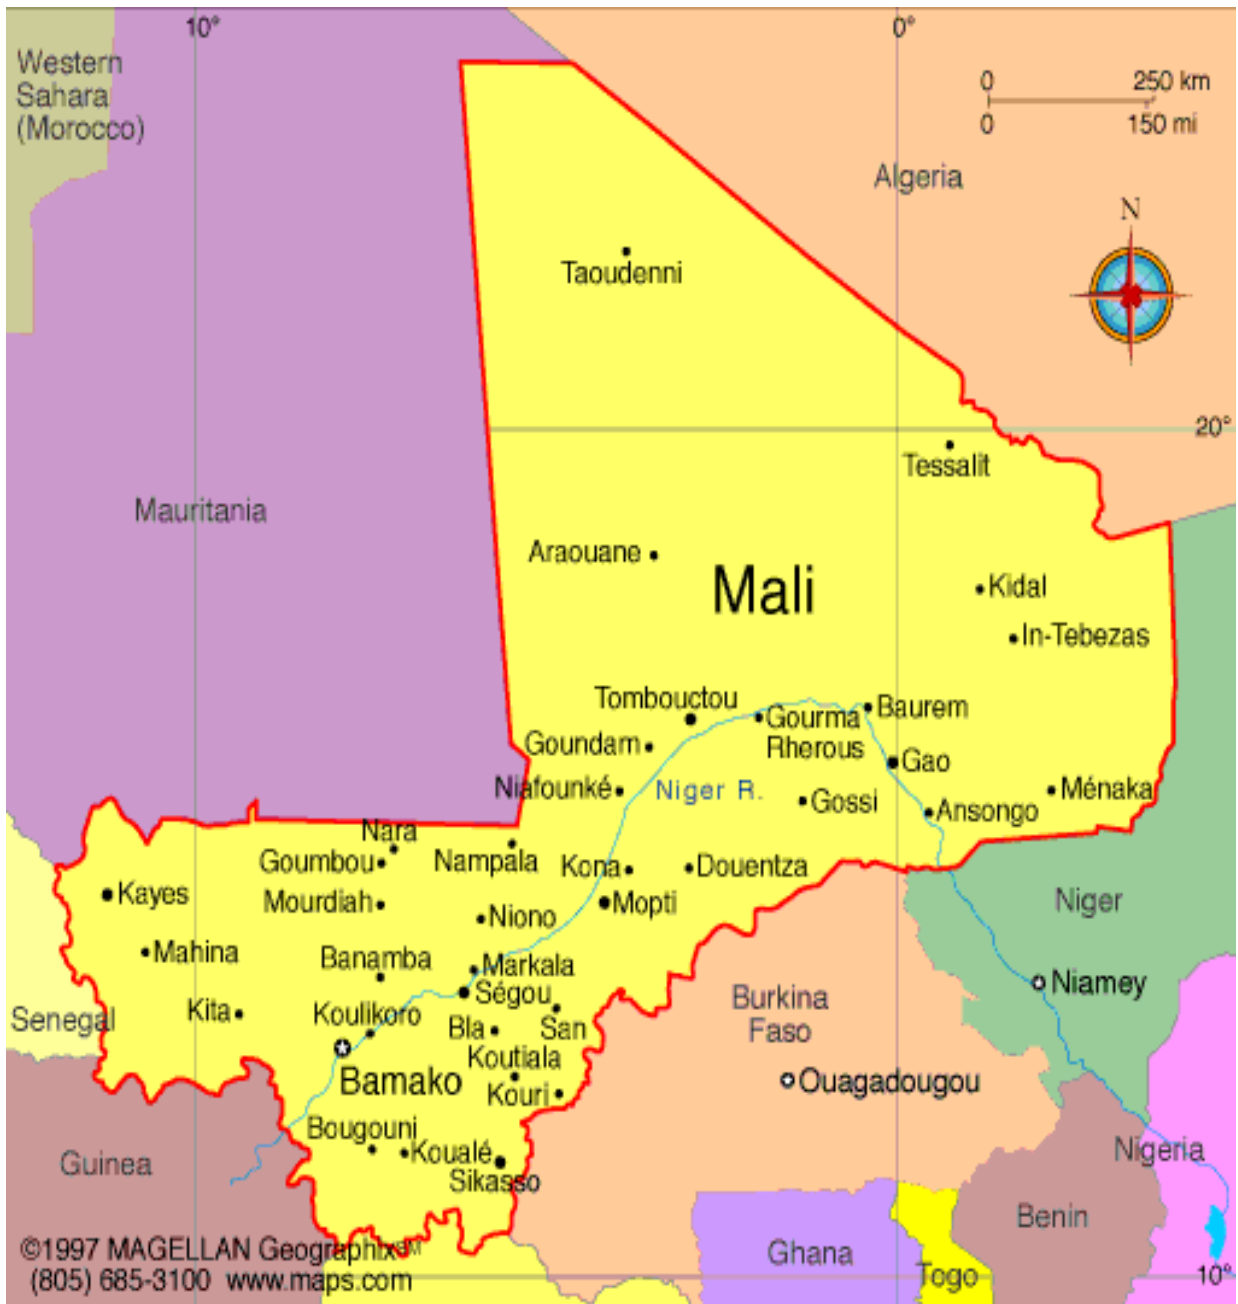 10°
0°
Western
Sahara
(Morocco)
0 250 km
0 150 mi
Algeria
N
Taoudenni
20°
Tessalit
Mauritania
Araouane
Mali
Kidal
In-Tebezas
Tombouctou
Baurem
Gourma
Rherous
Goundam
Gao
Niafounké
Niger R.
Gossi
Ménaka
Ansongo
Nara
Goumbou
Nampala
Kona
Douentza
Kayes
Mourdiah
Niono
Mopti
Niger
Mahina
Banamba
Markala
Ségou
Niamey
Senegal
Kita
Koulikoro
Bla
San
Burkina
Faso
Koutiala
Bamako
Kouri
Ouagadougou
Bougouni
Koualé
Sikasso
Guinea
Nigeria
Benin
©1997 MAGELLAN Geographix℠
(805) 685-3100 www.maps.com
Ghana
Togo
10°